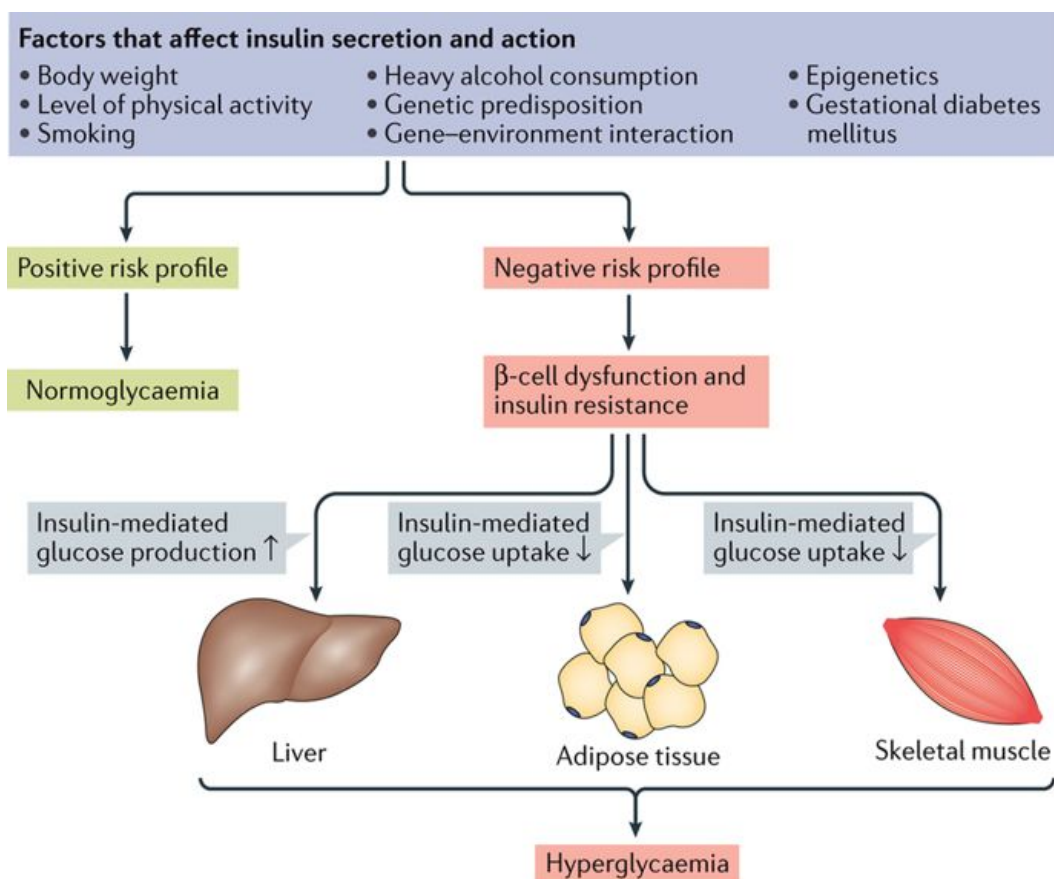 Factors that affect insulin secretion and action
• Body weight
• Level of physical activity
• Smoking
• Heavy alcohol consumption
• Genetic predisposition
• Gene–environment interaction
• Epigenetics
• Gestational diabetes
mellitus
Positive risk profile
Negative risk profile
Normoglycaemia
β-cell dysfunction and
insulin resistance
Insulin-mediated
glucose production ↑
Insulin-mediated
glucose uptake ↓
Insulin-mediated
glucose uptake ↓
Liver
Adipose tissue
Skeletal muscle
Hyperglycaemia